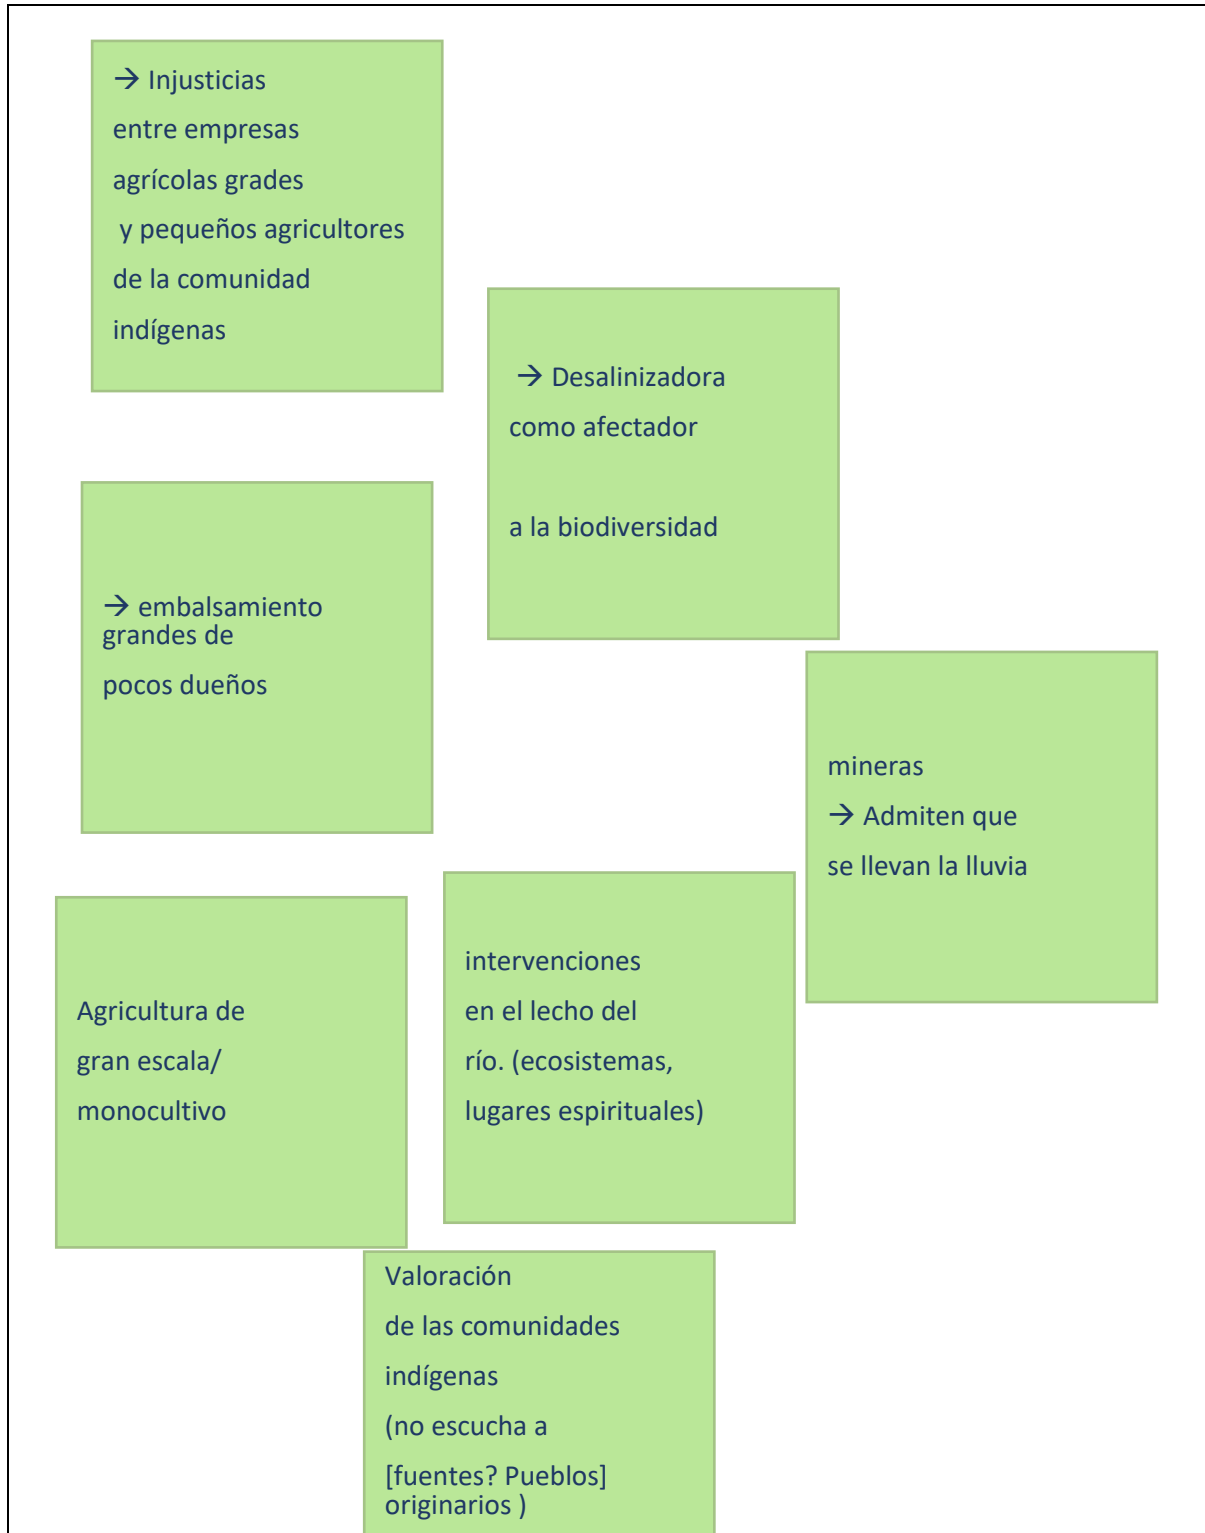 → Injusticias
entre empresas
agrícolas grades
y pequeños agricultores
de la comunidad
indígenas
→ Desalinizadora
como afectador
a la biodiversidad
→ embalsamiento
grandes de
pocos dueños
mineras
→ Admiten que
se llevan la lluvia
Agricultura de
gran escala/
monocultivo
intervenciones
en el lecho del
río. (ecosistemas,
lugares espirituales)
Valoración
de las comunidades
indígenas
(no escucha a
[fuentes? Pueblos]
originarios )